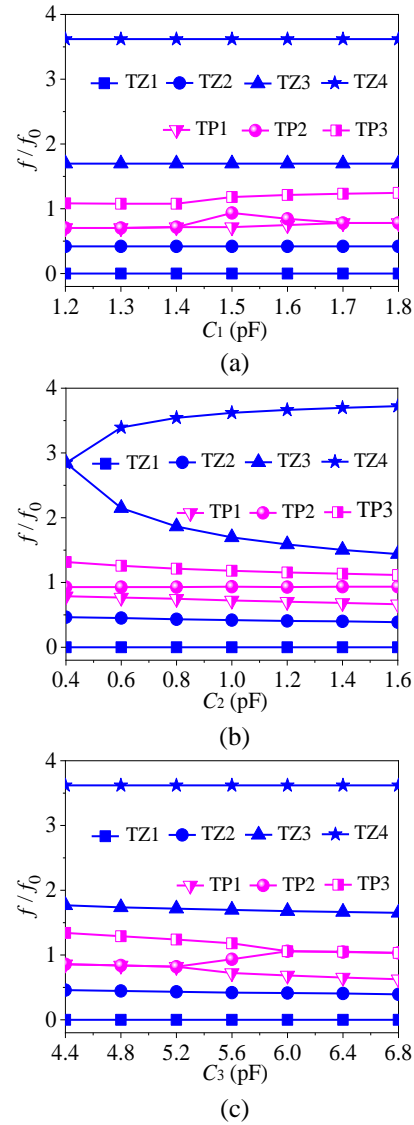 4
TZ1 TZ2 TZ3 TZ4
3
f / f0
TP1 TP2 TP3
2
1
0
1.2 1.3 1.4 1.5 1.6 1.7 1.8
C1 (pF)
(a)
4
3
TZ1 TZ2 TZ3 TZ4
f / f0
2
TP1 TP2 TP3
1
0
0.4 0.6 0.8 1.0 1.2 1.4 1.6
C2 (pF)
(b)
4
3
TZ1 TZ2 TZ3 TZ4
f / f0
2
TP1 TP2 TP3
1
0
4.4 4.8 5.2 5.6 6.0 6.4 6.8
C3 (pF)
(c)